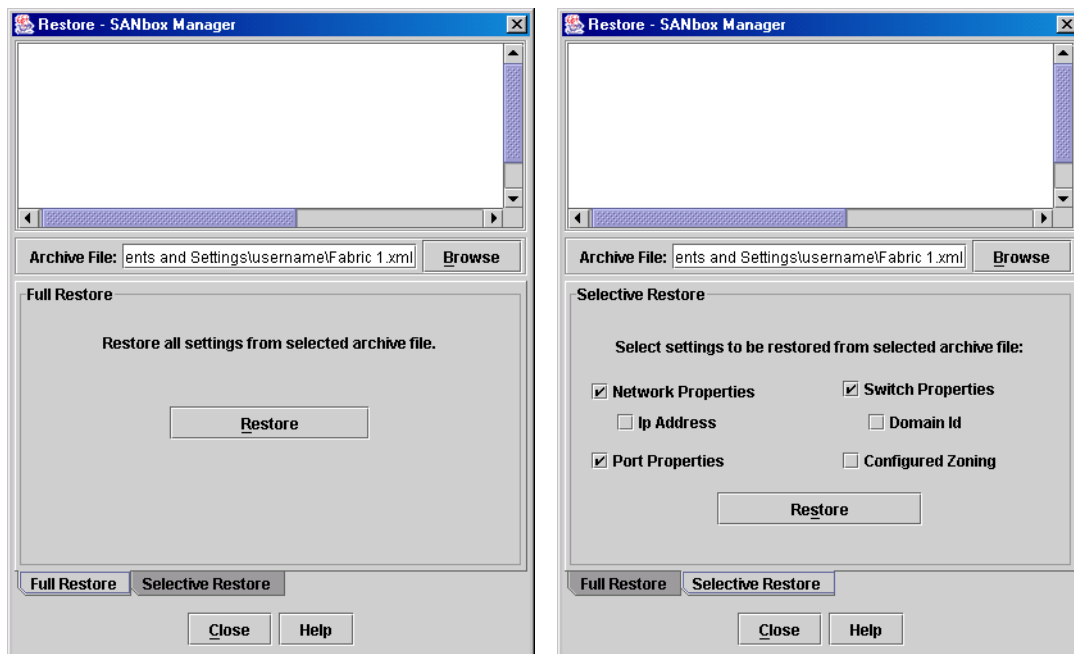 Restore - SANbox Manager
Archive File: ents and Settings\username\Fabric 1.xml Browse
Full Restore
Restore all settings from selected archive file.
Restore
Full Restore Selective Restore
Close Help
Restore - SANbox Manager
Archive File: ents and Settings\username\Fabric 1.xml Browse
Selective Restore
Select settings to be restored from selected archive file:
Network Properties Switch Properties
Ip Address Domain Id
Port Properties Configured Zoning
Restore
Full Restore Selective Restore
Close Help